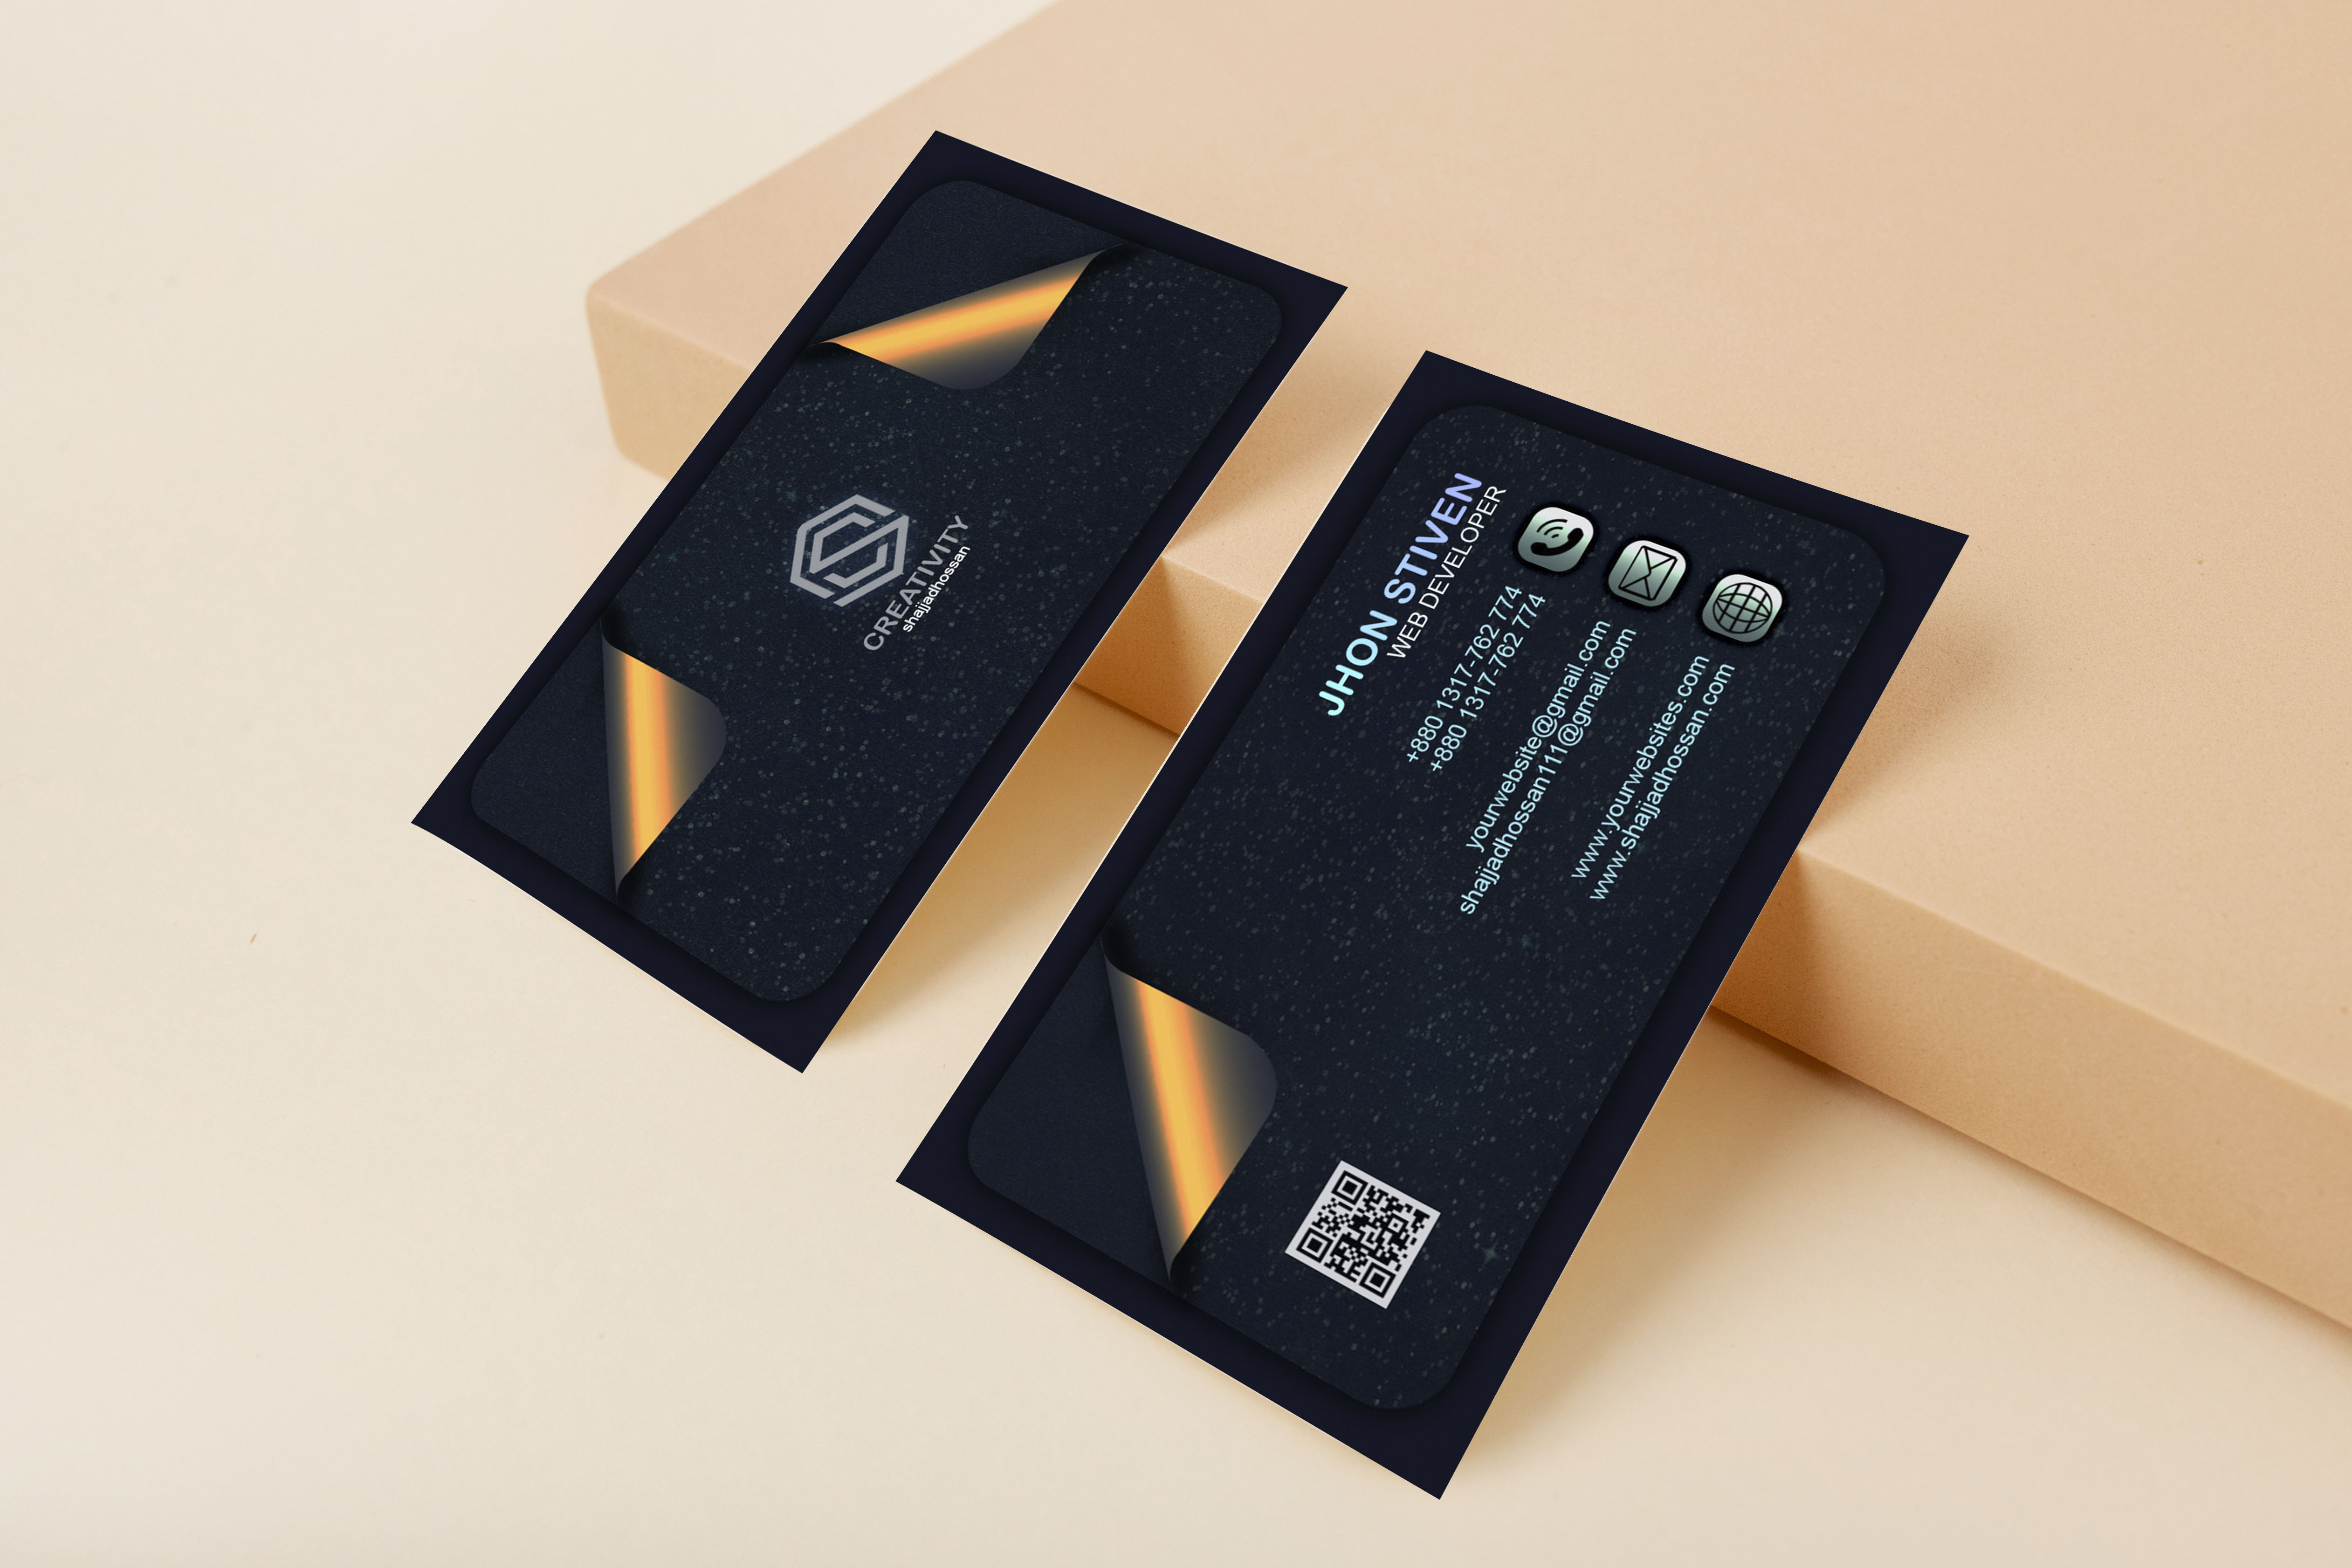 CREATIVITY
shajjadhossan
JHON STIVEN
WEB DEVELOPER
+880 1317-762 774
+880 1317-762 774
yourwebsite@gmail.com
shajjadhossan111@gmail.com
www.yourwebsites.com
www.shajjadhossan.com